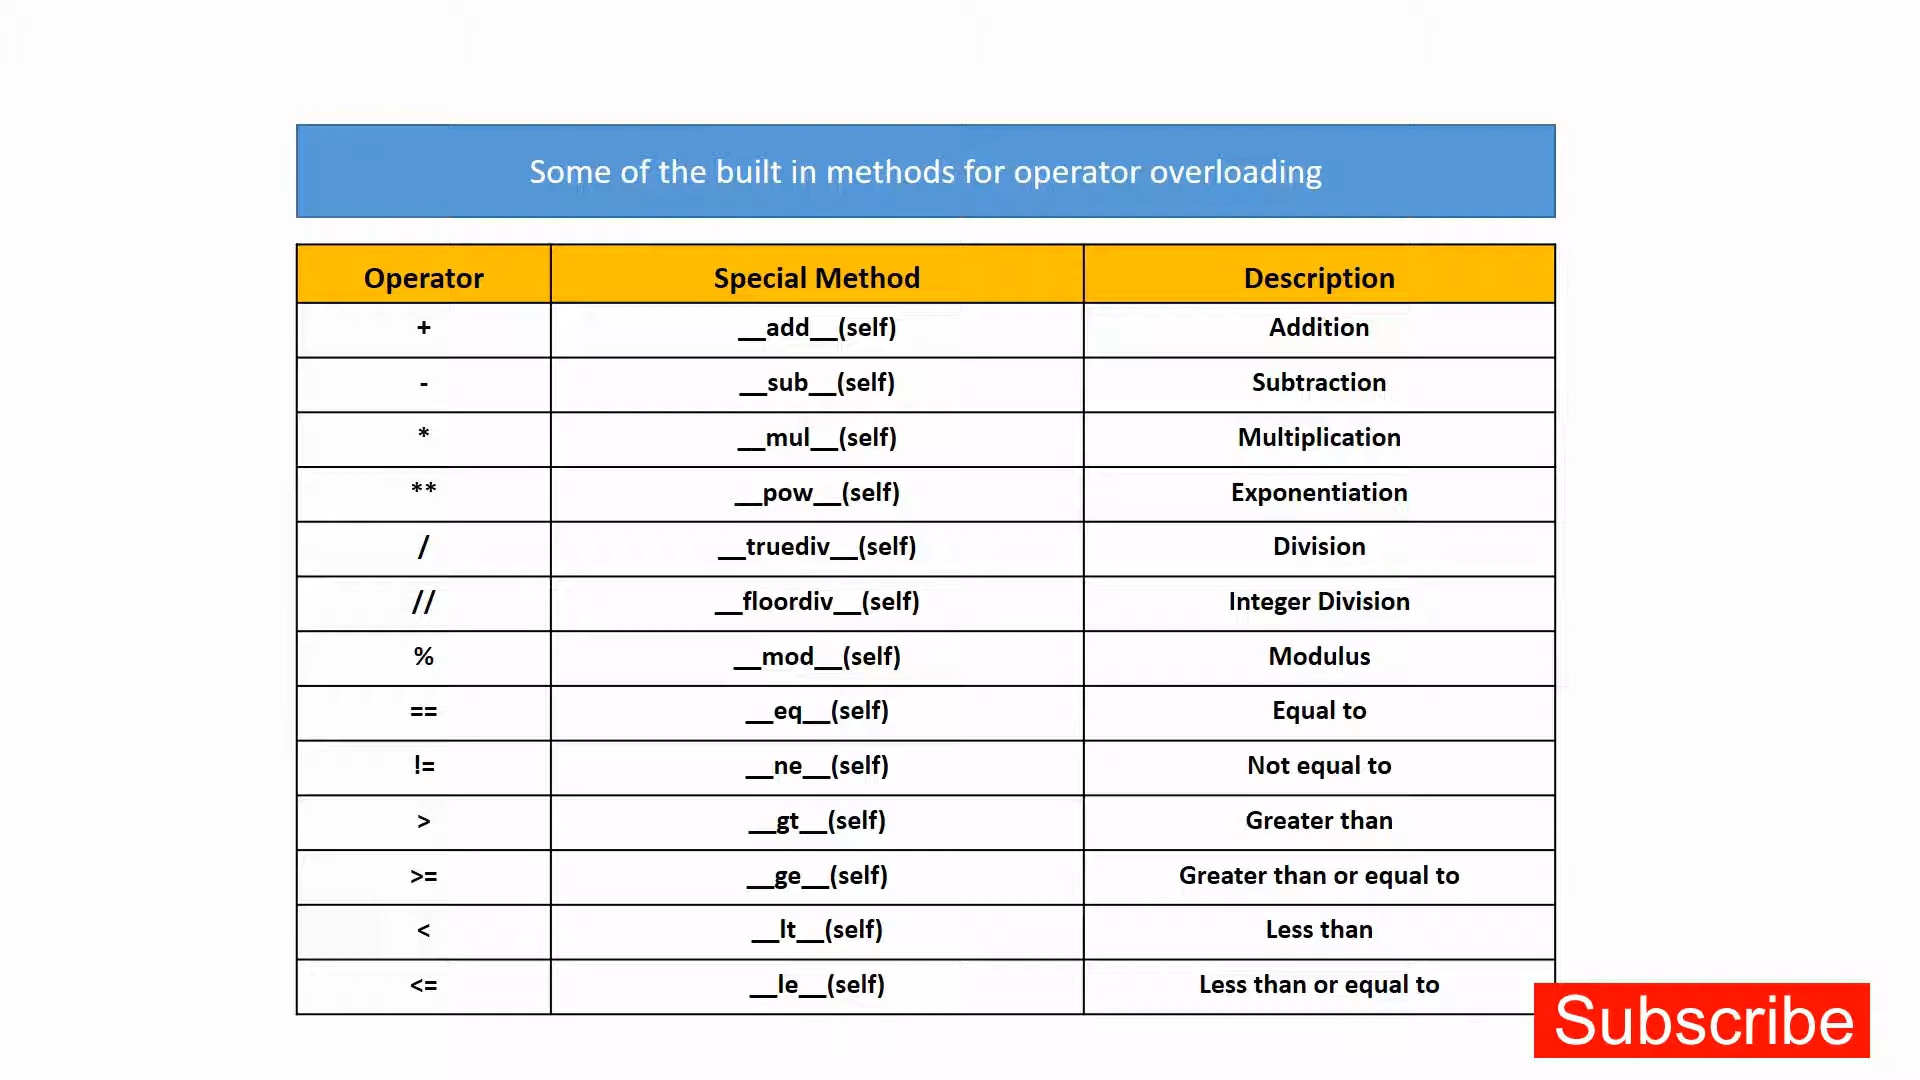 Some of the built in methods for operator overloading
Operator Special Method Description
+ __add__(self) Addition
- __sub__(self) Subtraction
* __mul__(self) Multiplication
** __pow__(self) Exponentiation
/ __truediv__(self) Division
// __floordiv__(self) Integer Division
% __mod__(self) Modulus
== __eq__(self) Equal to
!= __ne__(self) Not equal to
> __gt__(self) Greater than
>= __ge__(self) Greater than or equal to
< __lt__(self) Less than
<= __le__(self) Less than or equal to
Subscribe